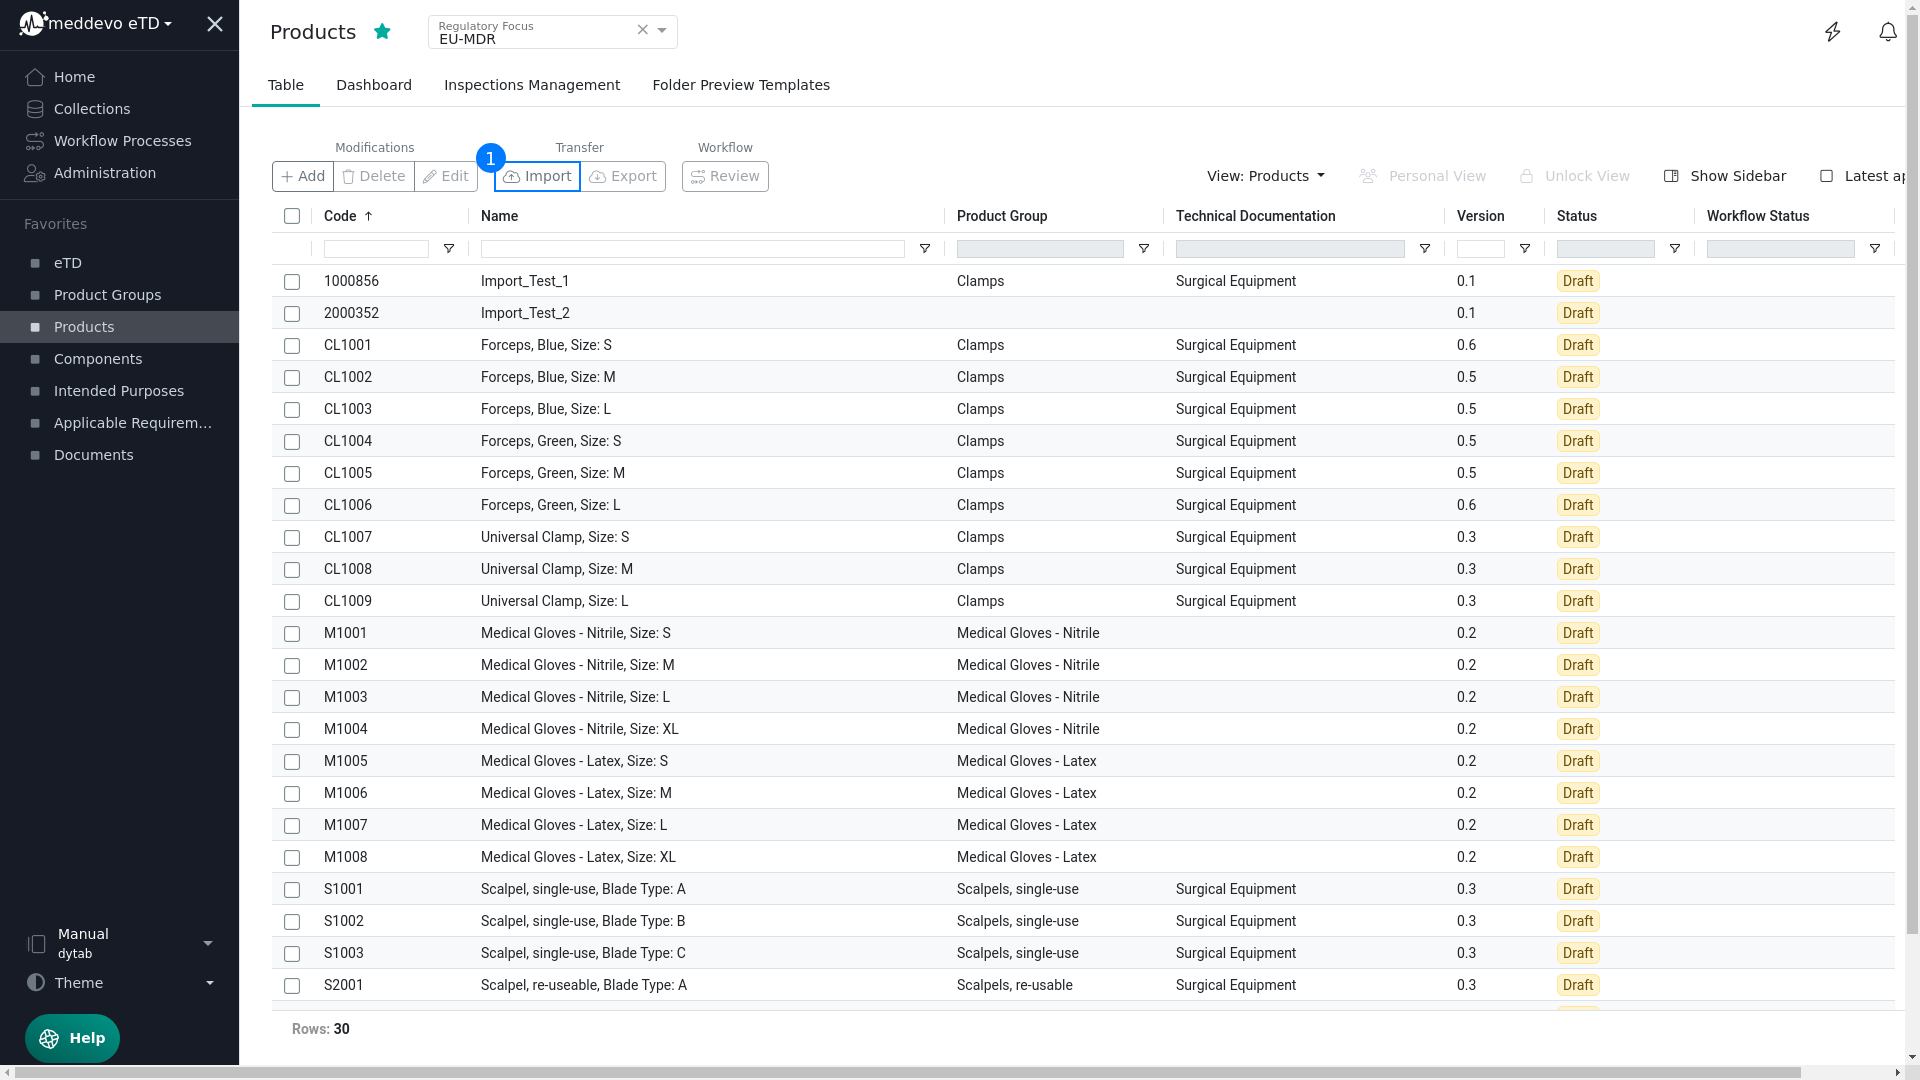 meddevo eTD
Home
Collections
Workflow Processes
Administration
Favorites
eTD
Product Groups
Products
Components
Intended Purposes
Applicable Requirem...
Documents
Manual
dytab
Theme
Help
Products
Regulatory Focus
EU-MDR
Table Dashboard Inspections Management Folder Preview Templates
Modifications Transfer Workflow
1
Add Delete Edit Import Export Review View: Products Personal View Unlock View Show Sidebar Latest ap
Code Name Product Group Technical Documentation Version Status Workflow Status
1000856 Import_Test_1 Clamps Surgical Equipment 0.1 Draft
2000352 Import_Test_2 0.1 Draft
CL1001 Forceps, Blue, Size: S Clamps Surgical Equipment 0.6 Draft
CL1002 Forceps, Blue, Size: M Clamps Surgical Equipment 0.5 Draft
CL1003 Forceps, Blue, Size: L Clamps Surgical Equipment 0.5 Draft
CL1004 Forceps, Green, Size: S Clamps Surgical Equipment 0.5 Draft
CL1005 Forceps, Green, Size: M Clamps Surgical Equipment 0.5 Draft
CL1006 Forceps, Green, Size: L Clamps Surgical Equipment 0.6 Draft
CL1007 Universal Clamp, Size: S Clamps Surgical Equipment 0.3 Draft
CL1008 Universal Clamp, Size: M Clamps Surgical Equipment 0.3 Draft
CL1009 Universal Clamp, Size: L Clamps Surgical Equipment 0.3 Draft
M1001 Medical Gloves - Nitrile, Size: S Medical Gloves - Nitrile 0.2 Draft
M1002 Medical Gloves - Nitrile, Size: M Medical Gloves - Nitrile 0.2 Draft
M1003 Medical Gloves - Nitrile, Size: L Medical Gloves - Nitrile 0.2 Draft
M1004 Medical Gloves - Nitrile, Size: XL Medical Gloves - Nitrile 0.2 Draft
M1005 Medical Gloves - Latex, Size: S Medical Gloves - Latex 0.2 Draft
M1006 Medical Gloves - Latex, Size: M Medical Gloves - Latex 0.2 Draft
M1007 Medical Gloves - Latex, Size: L Medical Gloves - Latex 0.2 Draft
M1008 Medical Gloves - Latex, Size: XL Medical Gloves - Latex 0.2 Draft
S1001 Scalpel, single-use, Blade Type: A Scalpels, single-use Surgical Equipment 0.3 Draft
S1002 Scalpel, single-use, Blade Type: B Scalpels, single-use Surgical Equipment 0.3 Draft
S1003 Scalpel, single-use, Blade Type: C Scalpels, single-use Surgical Equipment 0.3 Draft
S2001 Scalpel, re-useable, Blade Type: A Scalpels, re-usable Surgical Equipment 0.3 Draft
Rows: 30